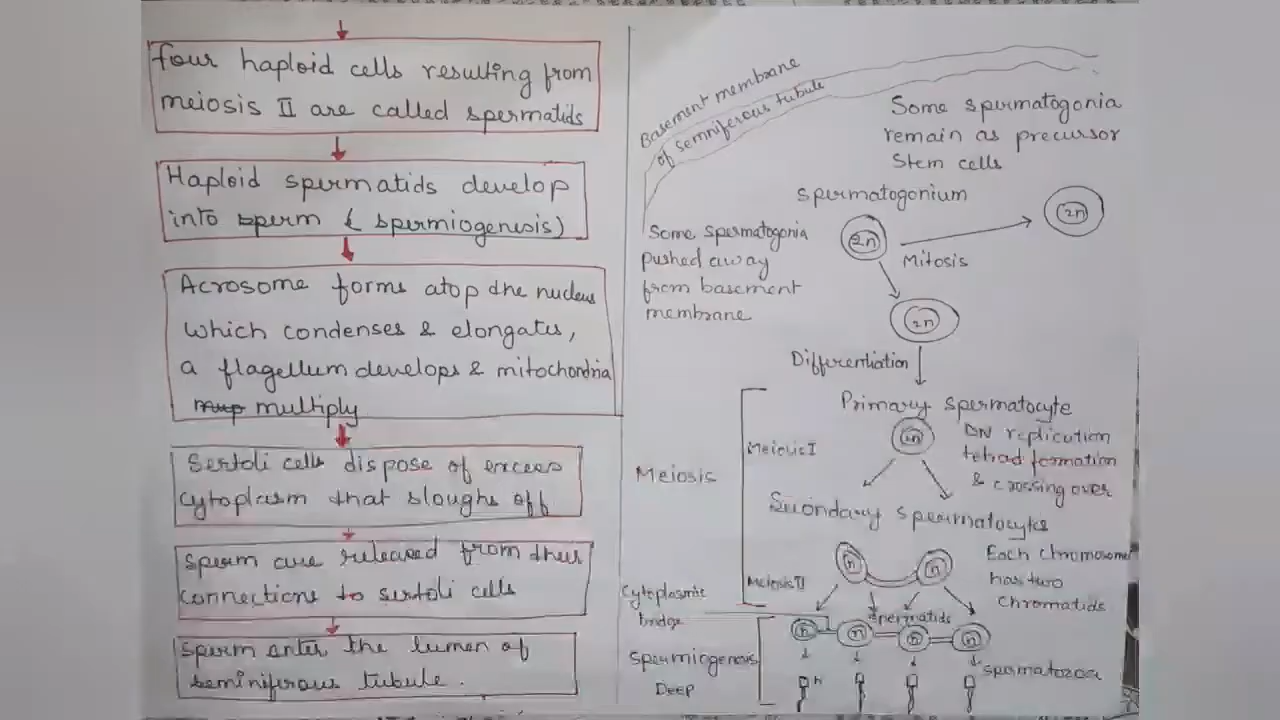 four haploid cells resulting from
meiosis II are called spermatids
Haploid spermatids develop
into sperm ( spermiogenesis)
Acrosome forms atop the nucleus
which condenses & elongates,
a flagellum develops & mitochondria
multiply
Sertoli cells dispose of excess
cytoplasm that sloughs off
sperm are released from their
connections to sertoli cells
sperm enter the lumen of
seminiferous tubule.
Basement membrane
of semniferous tubule
Some spermatogonia
remain as precursor
Stem cells
spermatogonium
2n
2n
Mitosis
Some spermatogonia
pushed away
from basement
membrane
2n
Differentiation
Primary spermatocyte
Meiosis I
2n
DN replication
tetrad formation
& crossing over
Meiosis
Secondary spermatocytes
n
n
Each chromosome
has two
chromatids
Meiosis II
Cytoplasmic
bridge
spermatids
n
n
n
n
Spermiogenesis
Deep
n
spermatozoa